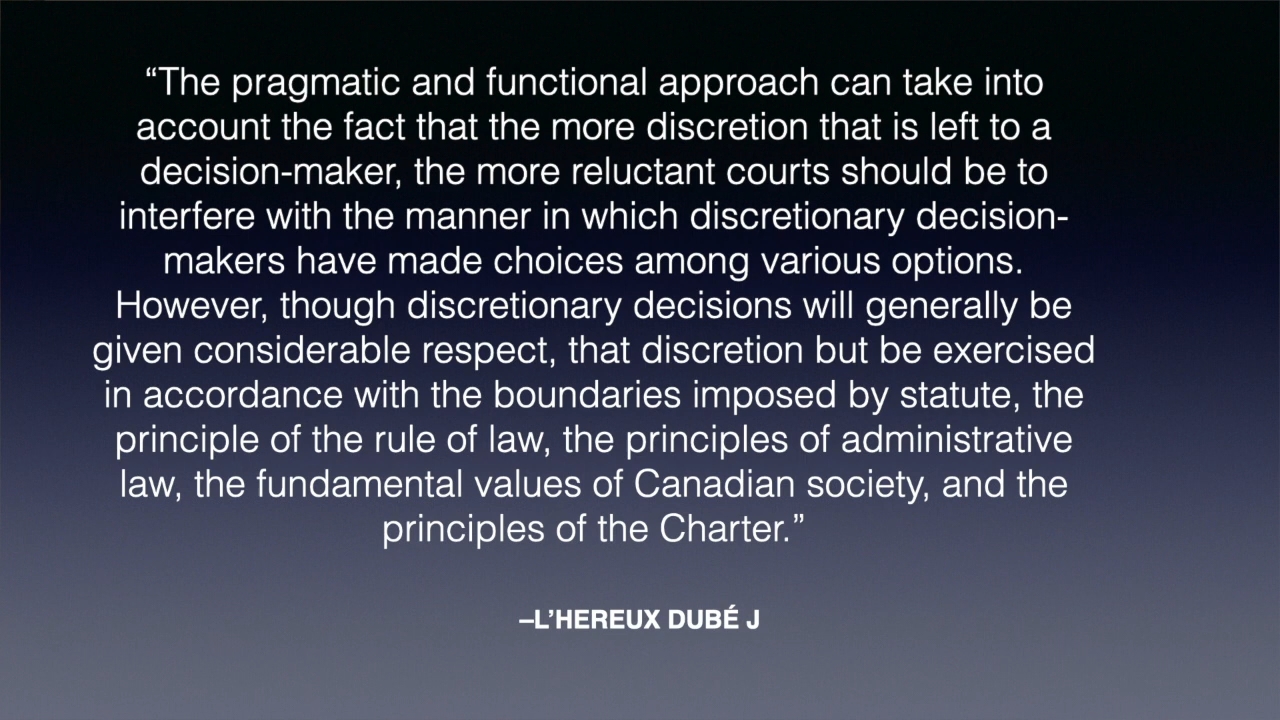 “The pragmatic and functional approach can take into
account the fact that the more discretion that is left to a
decision-maker, the more reluctant courts should be to
interfere with the manner in which discretionary decision-
makers have made choices among various options.
However, though discretionary decisions will generally be
given considerable respect, that discretion but be exercised
in accordance with the boundaries imposed by statute, the
principle of the rule of law, the principles of administrative
law, the fundamental values of Canadian society, and the
principles of the Charter.”
–L’HEREUX DUBÉ J